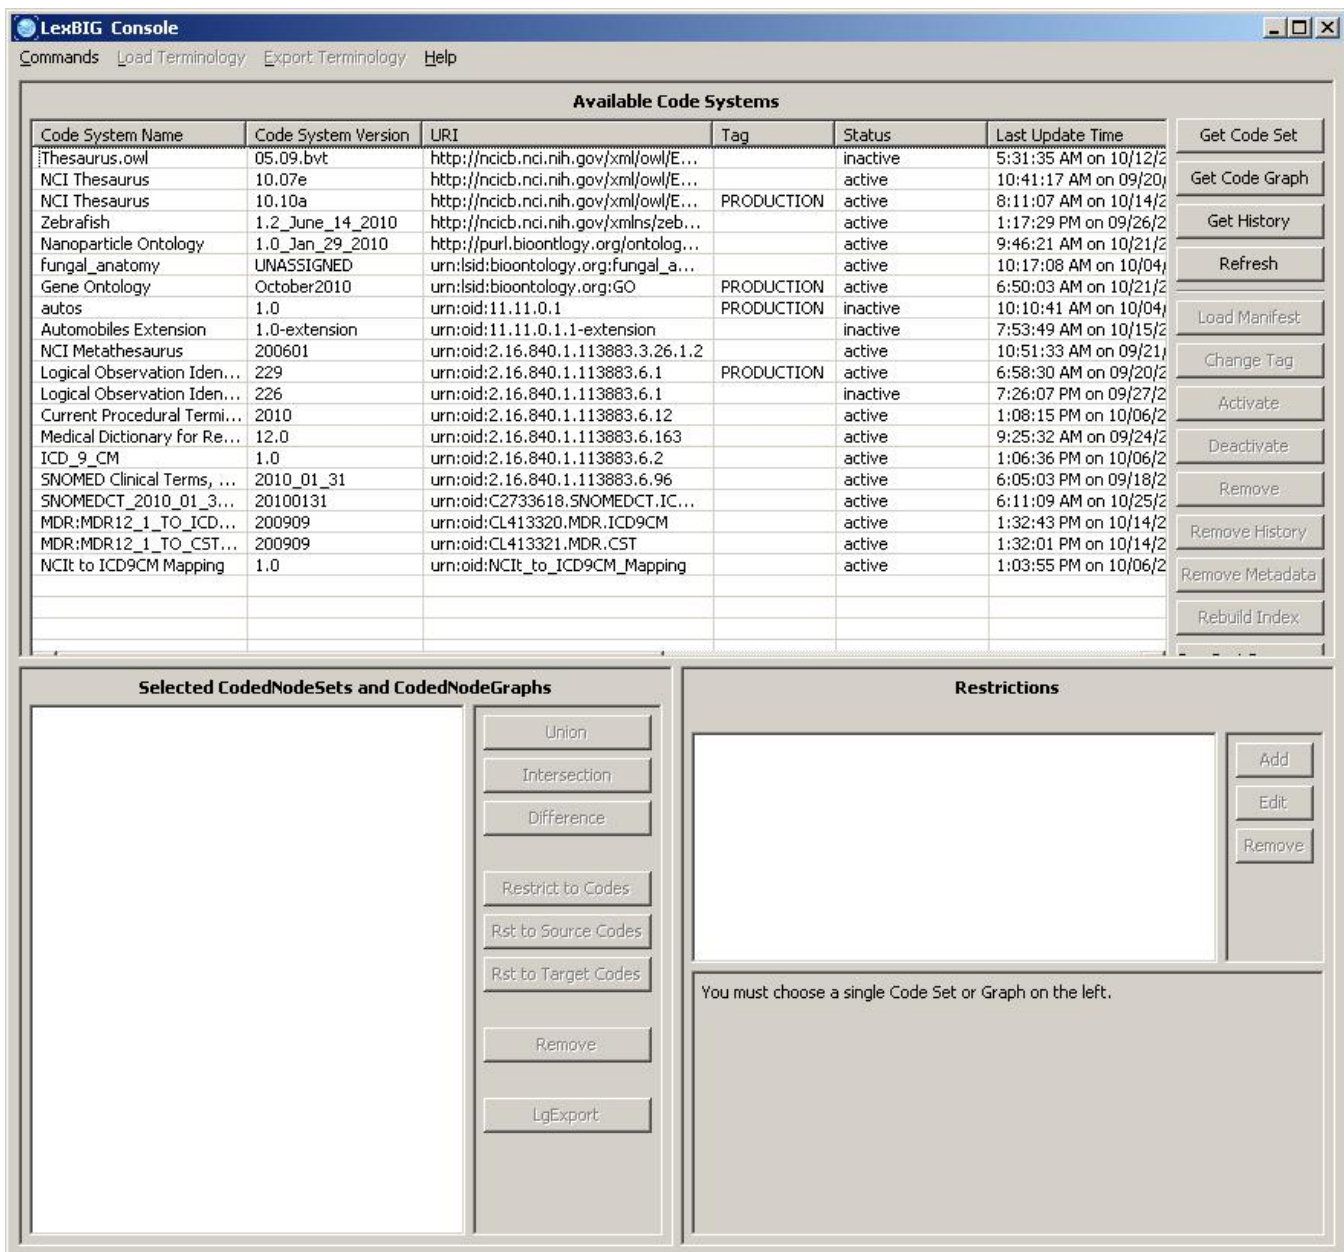 LexBIG Console
Commands Load Terminology Export Terminology Help
Available Code Systems
Code System Name Code System Version URI Tag Status Last Update Time
Thesaurus.owl 05.09.bvt http://ncicb.nci.nih.gov/xml/owl/E... inactive 5:31:35 AM on 10/12/2
NCI Thesaurus 10.07e http://ncicb.nci.nih.gov/xml/owl/E... active 10:41:17 AM on 09/20/
NCI Thesaurus 10.10a http://ncicb.nci.nih.gov/xml/owl/E... PRODUCTION active 8:11:07 AM on 10/14/2
Zebrafish 1.2_June_14_2010 http://ncicb.nci.nih.gov/xmlns/zeb... active 1:17:29 PM on 09/26/2
Nanoparticle Ontology 1.0_Jan_29_2010 http://purl.bioontlogy.org/ontolog... active 9:46:21 AM on 10/21/2
fungal_anatomy UNASSIGNED urn:lsid:bioontology.org:fungal_a... active 10:17:08 AM on 10/04/
Gene Ontology October2010 urn:lsid:bioontology.org:GO PRODUCTION active 6:50:03 AM on 10/21/2
autos 1.0 urn:oid:11.11.0.1 PRODUCTION inactive 10:10:41 AM on 10/04/
Automobiles Extension 1.0-extension urn:oid:11.11.0.1.1-extension inactive 7:53:49 AM on 10/15/2
NCI Metathesaurus 200601 urn:oid:2.16.840.1.113883.3.26.1.2 active 10:51:33 AM on 09/21/
Logical Observation Iden... 229 urn:oid:2.16.840.1.113883.6.1 PRODUCTION active 6:58:30 AM on 09/20/2
Logical Observation Iden... 226 urn:oid:2.16.840.1.113883.6.1 inactive 7:26:07 PM on 09/27/2
Current Procedural Termi... 2010 urn:oid:2.16.840.1.113883.6.12 active 1:08:15 PM on 10/06/2
Medical Dictionary for Re... 12.0 urn:oid:2.16.840.1.113883.6.163 active 9:25:32 AM on 09/24/2
ICD_9_CM 1.0 urn:oid:2.16.840.1.113883.6.2 active 1:06:36 PM on 10/06/2
SNOMED Clinical Terms, ... 2010_01_31 urn:oid:2.16.840.1.113883.6.96 active 6:05:03 PM on 09/18/2
SNOMEDCT_2010_01_3... 20100131 urn:oid:C2733618.SNOMEDCT.IC... active 6:11:09 AM on 10/25/2
MDR:MDR12_1_TO_ICD... 200909 urn:oid:CL413320.MDR.ICD9CM active 1:32:43 PM on 10/14/2
MDR:MDR12_1_TO_CST... 200909 urn:oid:CL413321.MDR.CST active 1:32:01 PM on 10/14/2
NCIt to ICD9CM Mapping 1.0 urn:oid:NCIt_to_ICD9CM_Mapping active 1:03:55 PM on 10/06/2
Get Code Set
Get Code Graph
Get History
Refresh
Load Manifest
Change Tag
Activate
Deactivate
Remove
Remove History
Remove Metadata
Rebuild Index
Selected CodedNodeSets and CodedNodeGraphs
Union
Intersection
Difference
Restrict to Codes
Rst to Source Codes
Rst to Target Codes
Remove
LgExport
Restrictions
Add
Edit
Remove
You must choose a single Code Set or Graph on the left.